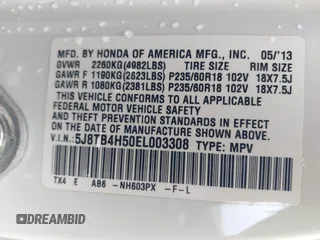 MFD. BY HONDA OF AMERICA MFG., INC. 05/'13
GVWR 2260KG(4982LBS) TIRE SIZE RIM SIZE
GAWR F 1190KG(2623LBS) P235/60R18 102V 18X7.5J
GAWR R 1080KG(2381LBS) P235/60R18 102V 18X7.5J
THIS VEHICLE CONFORMS TO ALL APPLICABLE
FEDERAL MOTOR VEHICLE SAFETY
AND THEFT PREVENTION STANDARDS IN EFFECT ON
THE DATE OF MANUFACTURE SHOWN ABOVE.
V.I.N.: 5J8TB4H50EL003308 TYPE: MPV
TX4 E AB6 -NH603PX -F-L
DREAMBID